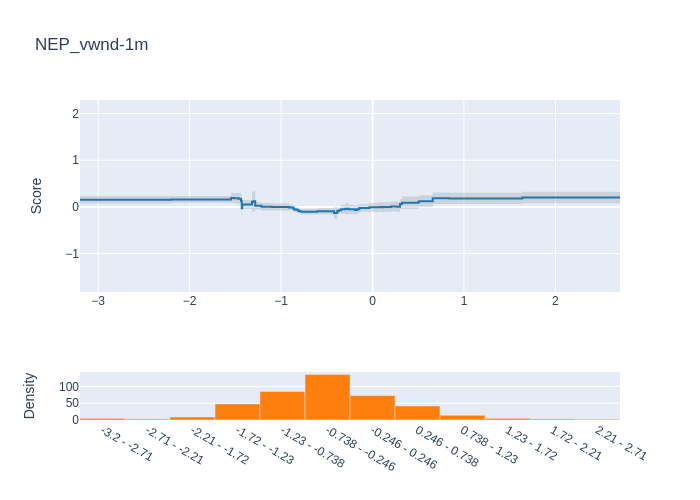 NEP_vwnd-1m
Score
2
1
0
−1
−3
−2
−1
0
1
2
Density
100
50
0
-3.2 - -2.71
-2.71 - -2.21
-2.21 - -1.72
-1.72 - -1.23
-1.23 - -0.738
-0.738 - -0.246
-0.246 - 0.246
0.246 - 0.738
0.738 - 1.23
1.23 - 1.72
1.72 - 2.21
2.21 - 2.71